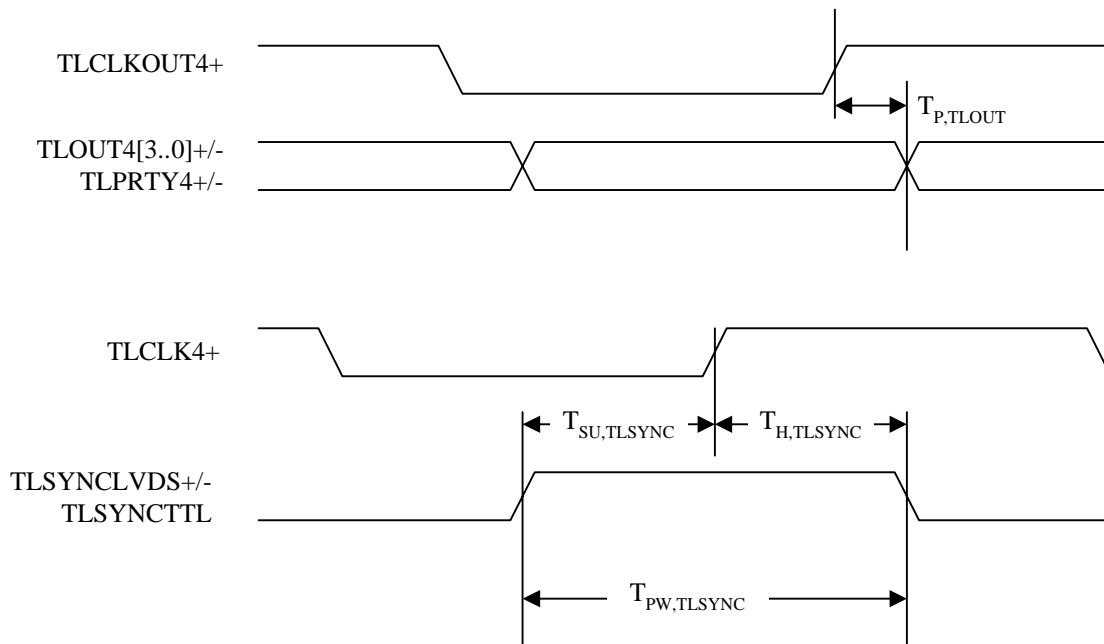 TLCLKOUT4+
TP,TLOUT
TLOUT4[3..0]+/-
TLPRTY4+/-
TLCLK4+
TSU,TLSYNC
TH,TLSYNC
TLSYNCLVDS+/-
TLSYNCTTL
TPW,TLSYNC